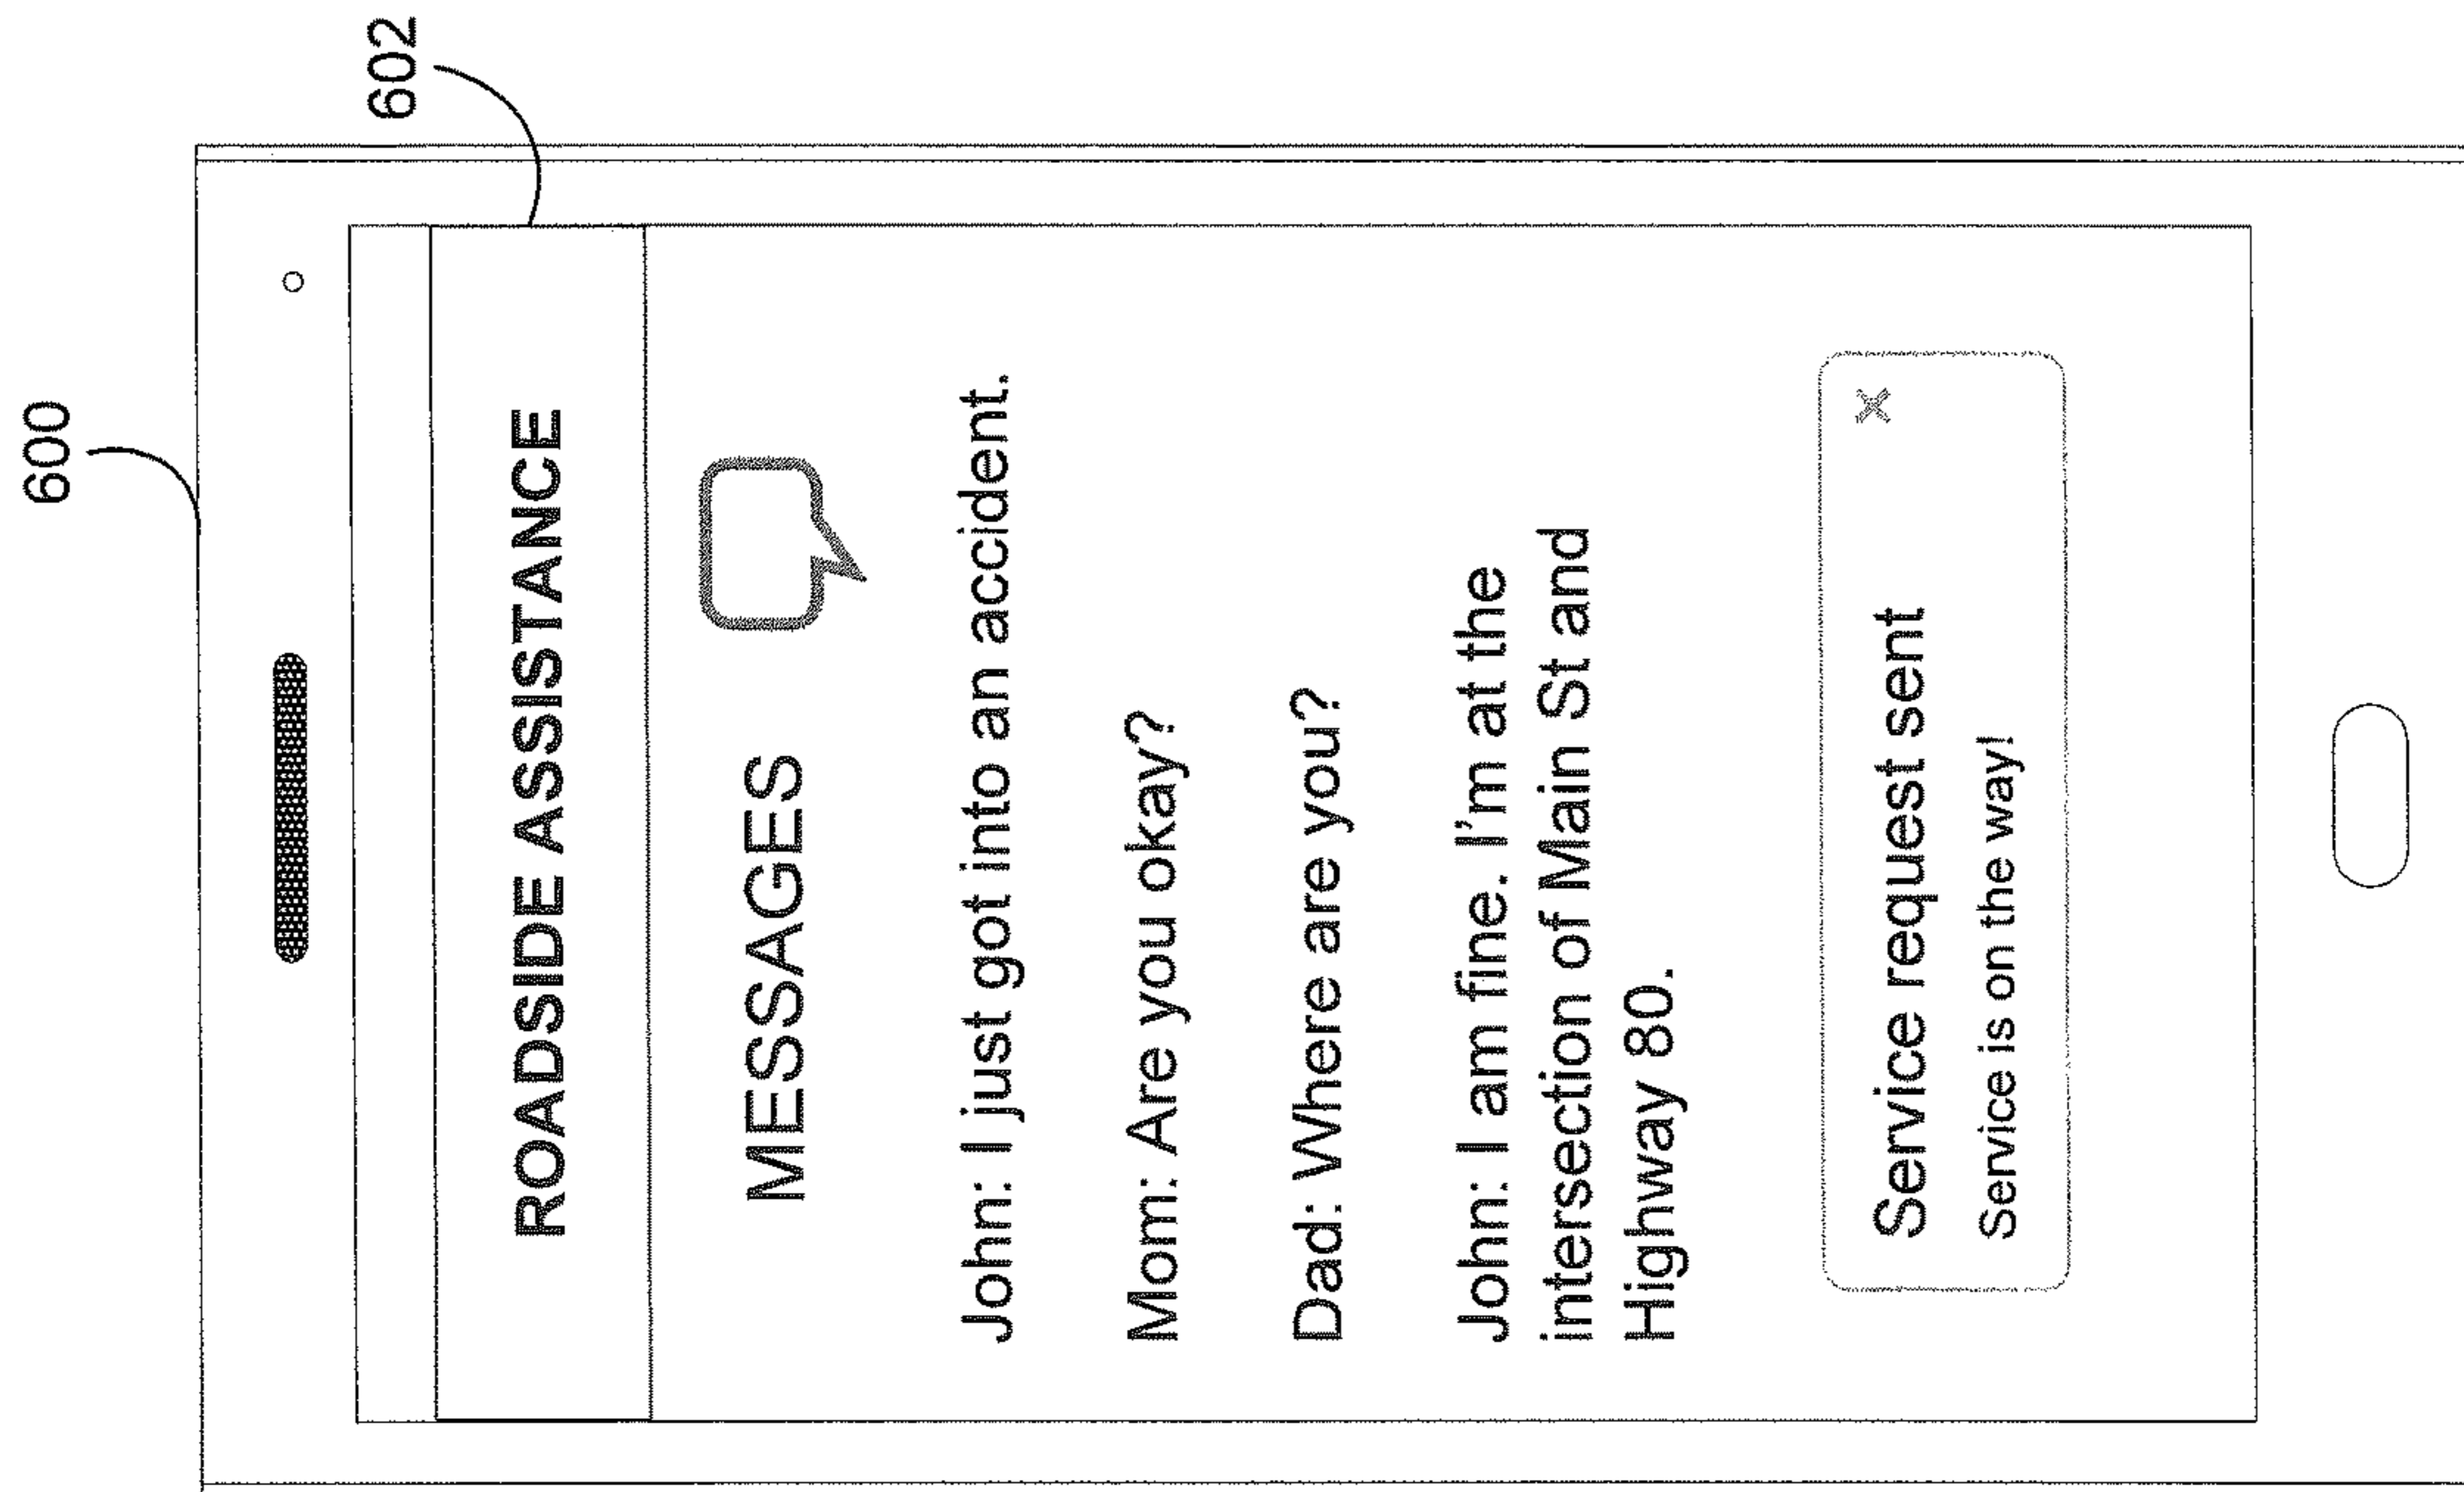 600
602
ROADSIDE ASSISTANCE
MESSAGES
John: I just got into an accident.
Mom: Are you okay?
Dad: Where are you?
John: I am fine. I'm at the
intersection of Main St and
Highway 80.
Service request sent
×
Service is on the way!